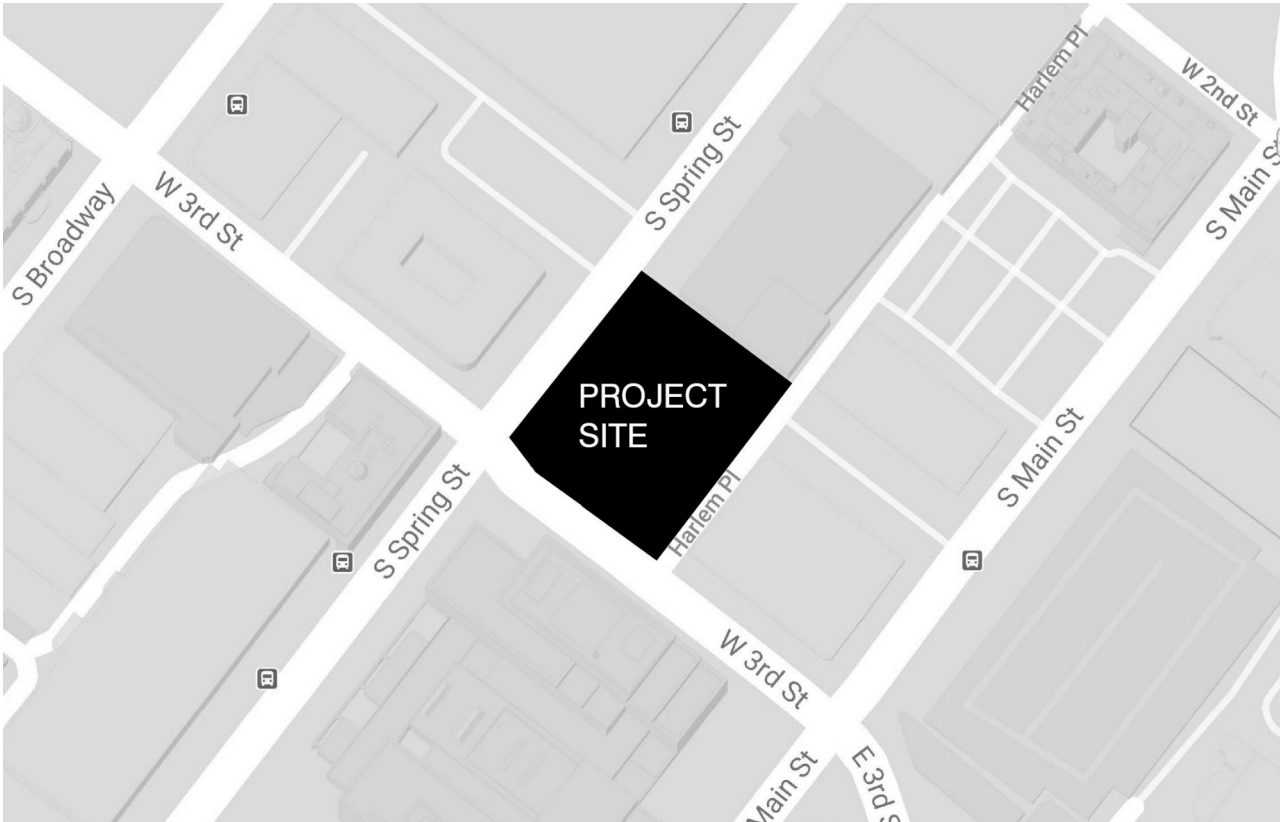 Harlem Pl
W 2nd St
S Spring St
S Main St
W 3rd St
S Broadway
PROJECT
SITE
S Main St
S Spring St
Harlem Pl
W 3rd St
Main St
E 3rd S